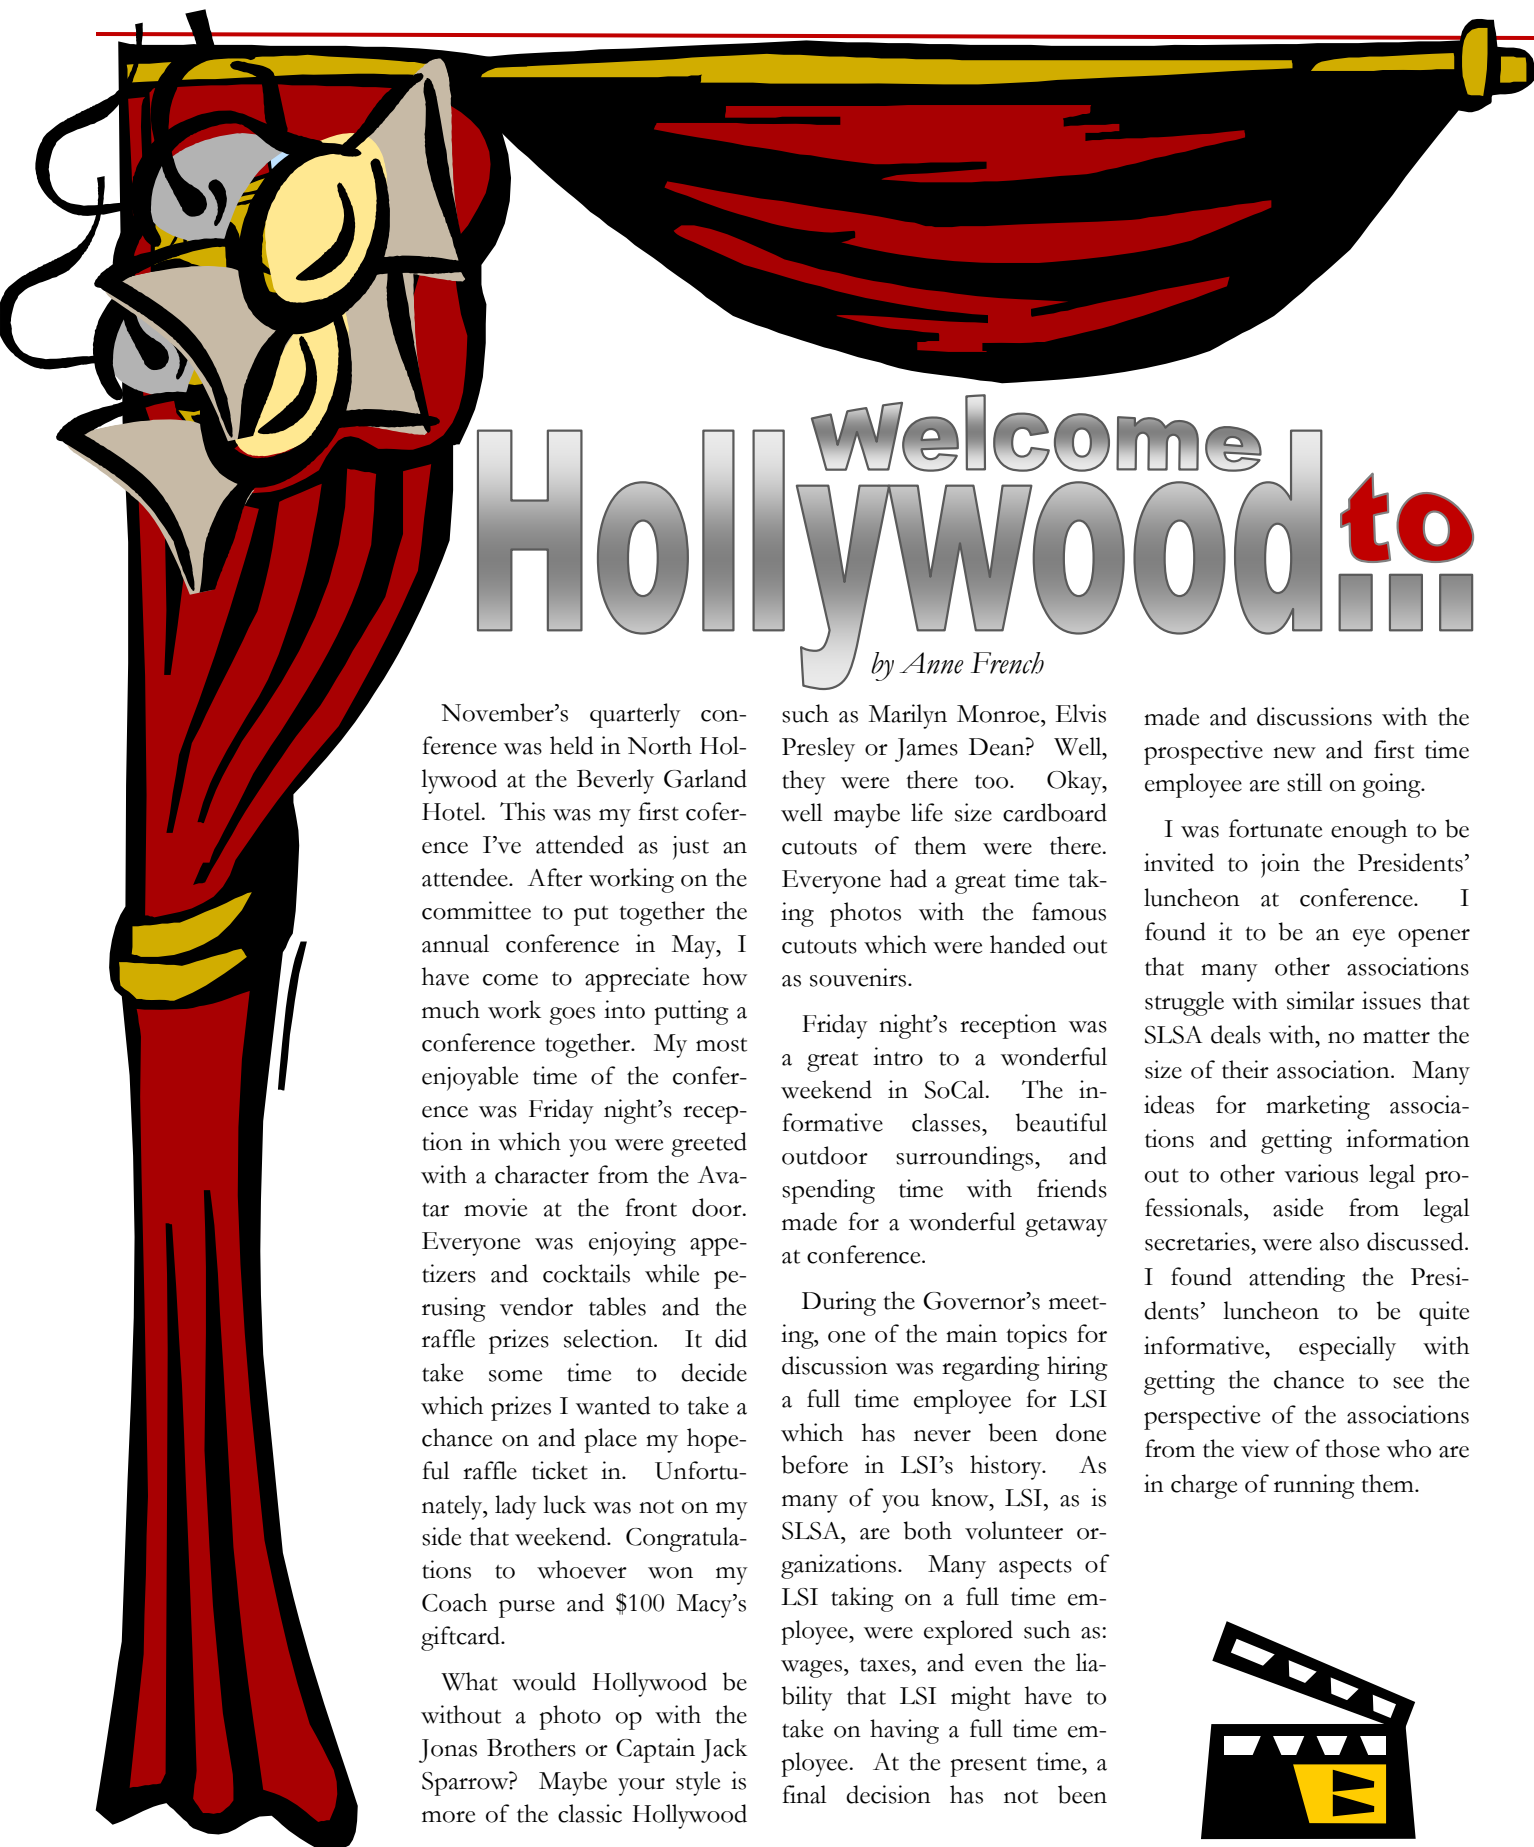 welcome
Hollywood...
to
by Anne French
November’s quarterly con-
ference was held in North Hol-
lywood at the Beverly Garland
Hotel. This was my first cofer-
ence I’ve attended as just an
attendee. After working on the
committee to put together the
annual conference in May, I
have come to appreciate how
much work goes into putting a
conference together. My most
enjoyable time of the confer-
ence was Friday night’s recep-
tion in which you were greeted
with a character from the Ava-
tar movie at the front door.
Everyone was enjoying appe-
tizers and cocktails while pe-
rusing vendor tables and the
raffle prizes selection. It did
take some time to decide
which prizes I wanted to take a
chance on and place my hope-
ful raffle ticket in. Unfortu-
nately, lady luck was not on my
side that weekend. Congratula-
tions to whoever won my
Coach purse and $100 Macy’s
giftcard.
What would Hollywood be
without a photo op with the
Jonas Brothers or Captain Jack
Sparrow? Maybe your style is
more of the classic Hollywood
such as Marilyn Monroe, Elvis
Presley or James Dean? Well,
they were there too. Okay,
well maybe life size cardboard
cutouts of them were there.
Everyone had a great time tak-
ing photos with the famous
cutouts which were handed out
as souvenirs.
Friday night’s reception was
a great intro to a wonderful
weekend in SoCal. The in-
formative classes, beautiful
outdoor surroundings, and
spending time with friends
made for a wonderful getaway
at conference.
During the Governor’s meet-
ing, one of the main topics for
discussion was regarding hiring
a full time employee for LSI
which has never been done
before in LSI’s history. As
many of you know, LSI, as is
SLSA, are both volunteer or-
ganizations. Many aspects of
LSI taking on a full time em-
ployee, were explored such as:
wages, taxes, and even the lia-
bility that LSI might have to
take on having a full time em-
ployee. At the present time, a
final decision has not been
made and discussions with the
prospective new and first time
employee are still on going.
I was fortunate enough to be
invited to join the Presidents’
luncheon at conference. I
found it to be an eye opener
that many other associations
struggle with similar issues that
SLSA deals with, no matter the
size of their association. Many
ideas for marketing associa-
tions and getting information
out to other various legal pro-
fessionals, aside from legal
secretaries, were also discussed.
I found attending the Presi-
dents’ luncheon to be quite
informative, especially with
getting the chance to see the
perspective of the associations
from the view of those who are
in charge of running them.